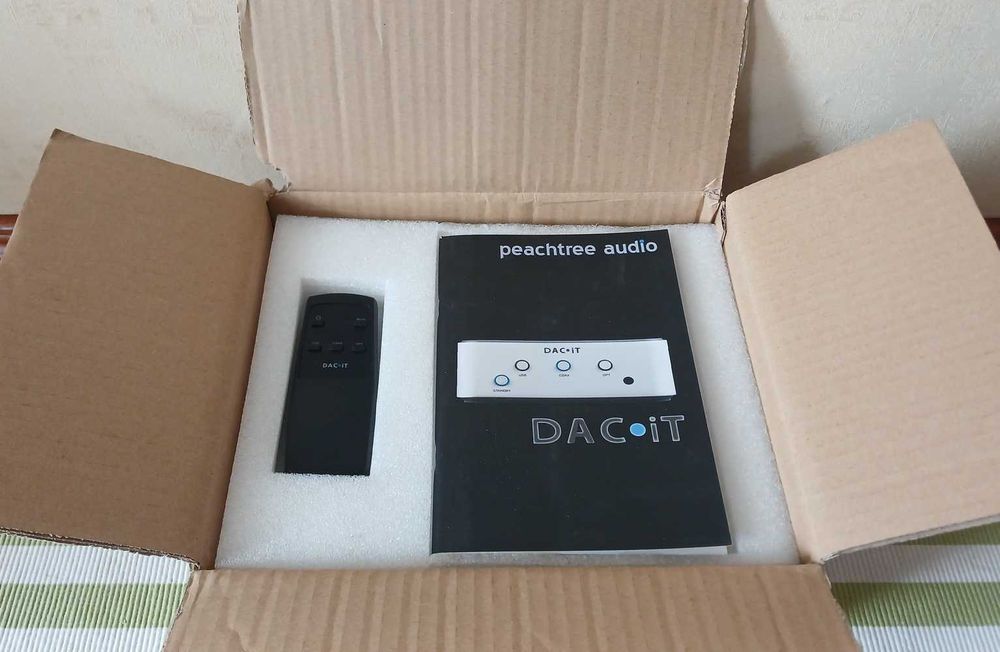 peachtree audio
DAC•iT
USB
COAX
OPT
STANDBY
DAC•iT
DAC•iT